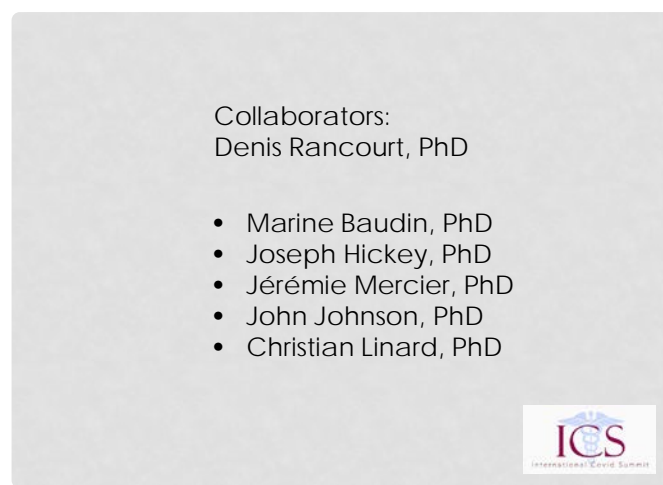 Collaborators:
Denis Rancourt, PhD
• Marine Baudin, PhD
• Joseph Hickey, PhD
• Jérémie Mercier, PhD
• John Johnson, PhD
• Christian Linard, PhD
ICS
International Covid Summit